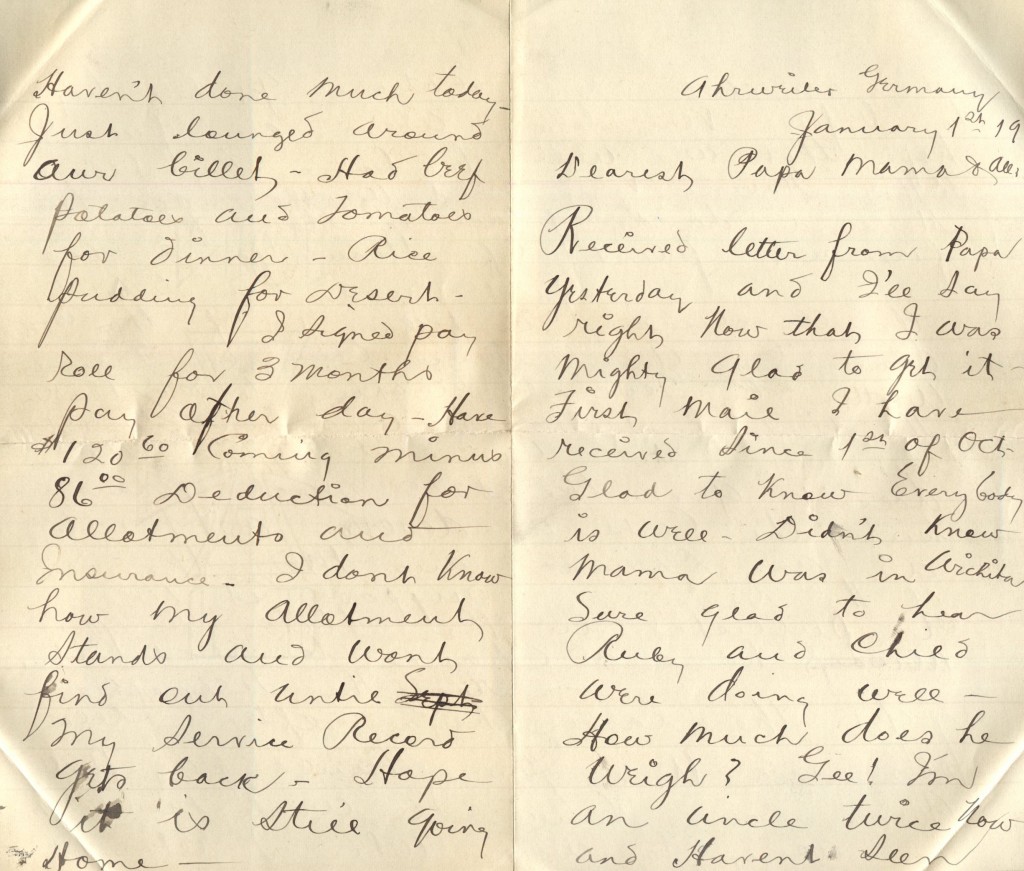 Ahrweiler Germany
January 1st 19
Dearest Papa Mama & All:
Received letter from Papa
Yesterday and I'll say
right Now that I was
Mighty Glad to get it -
First Mail I have
received since 1st of Oct.
Glad to Know Everybody
is well - Didn't Know
Mama Was in Wichita
Sure glad to hear
Ruby and Child
were doing well -
How Much does he
Weigh? Gee! I'm
an uncle twice Now
and Havent Seen
Haven't done Much today -
Just lounged around
our billet - Had beef
potatoes and Tomatoes
for dinner - Rice
pudding for Desert -
I signed pay
roll for 3 Months
pay other day - Have
$120 60 Coming minus
86 00 Deduction for
Allotments and
Insurance - I dont Know
how My Allotment
Stands and Wont
find out until Sept
My Service Record
gets back - Hope
it is Still going
Home -